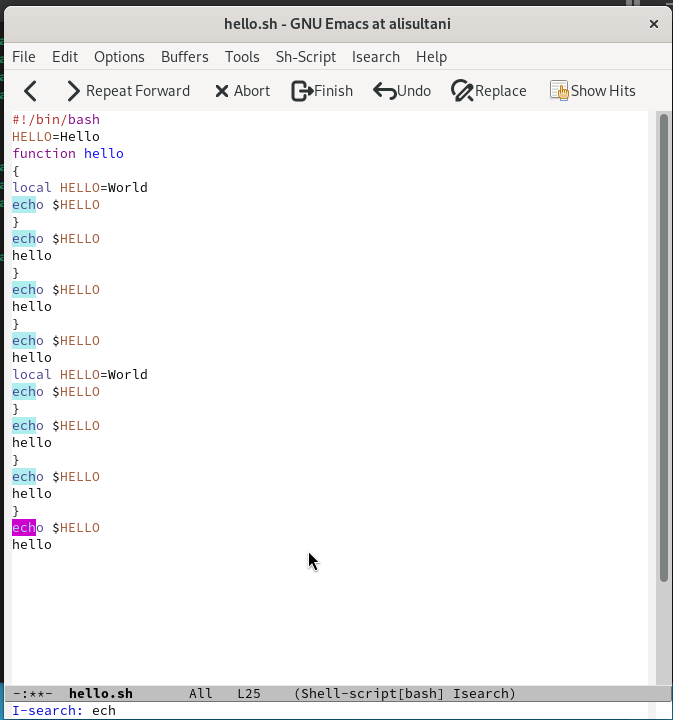 hello.sh - GNU Emacs at alisultani
File Edit Options Buffers Tools Sh-Script Isearch Help
Repeat Forward Abort Finish Undo Replace Show Hits
#!/bin/bash
HELLO=Hello
function hello
{
local HELLO=World
echo $HELLO
}
echo $HELLO
hello
}
echo $HELLO
hello
}
echo $HELLO
hello
local HELLO=World
echo $HELLO
}
echo $HELLO
hello
}
echo $HELLO
hello
}
echo $HELLO
hello
-:**- hello.sh All L25 (Shell-script[bash] Isearch)
I-search: ech